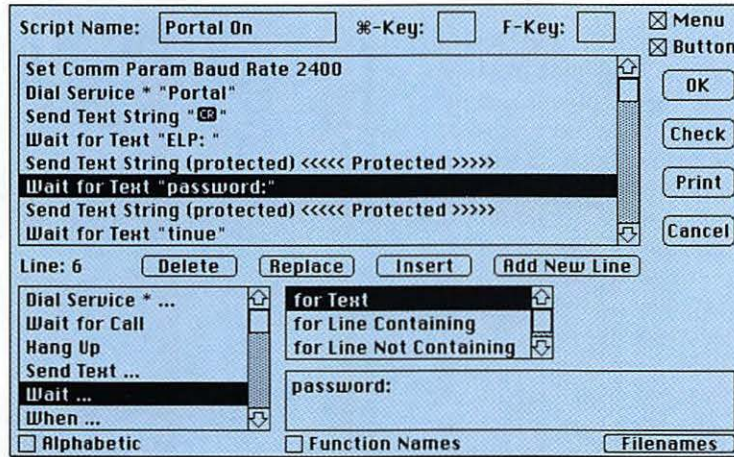 Script Name: Portal On ⌘-Key: F-Key: Menu
Button
Set Comm Param Baud Rate 2400
Dial Service * "Portal"
Send Text String "CR"
Wait for Text "ELP: "
Send Text String (protected) <<<<< Protected >>>>>
Wait for Text "password:"
Send Text String (protected) <<<<< Protected >>>>>
Wait for Text "tinue"
OK
Check
Print
Cancel
Line: 6 Delete Replace Insert Add New Line
Dial Service * ...
Wait for Call
Hang Up
Send Text ...
Wait ...
When ...
for Text
for Line Containing
for Line Not Containing
password:
Alphabetic Function Names Filenames